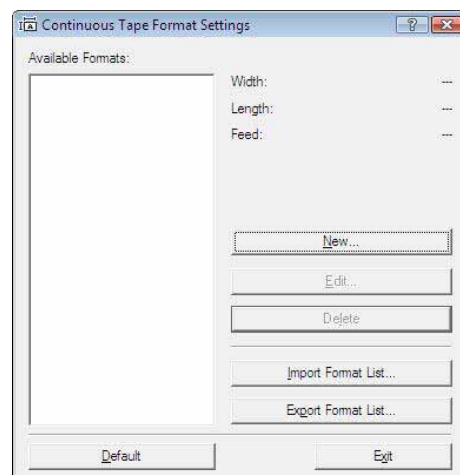 Continuous Tape Format Settings
Available Formats:
Width: ---
Length: ---
Feed: ---
New...
Edit...
Delete
Import Format List...
Export Format List...
Default
Exit